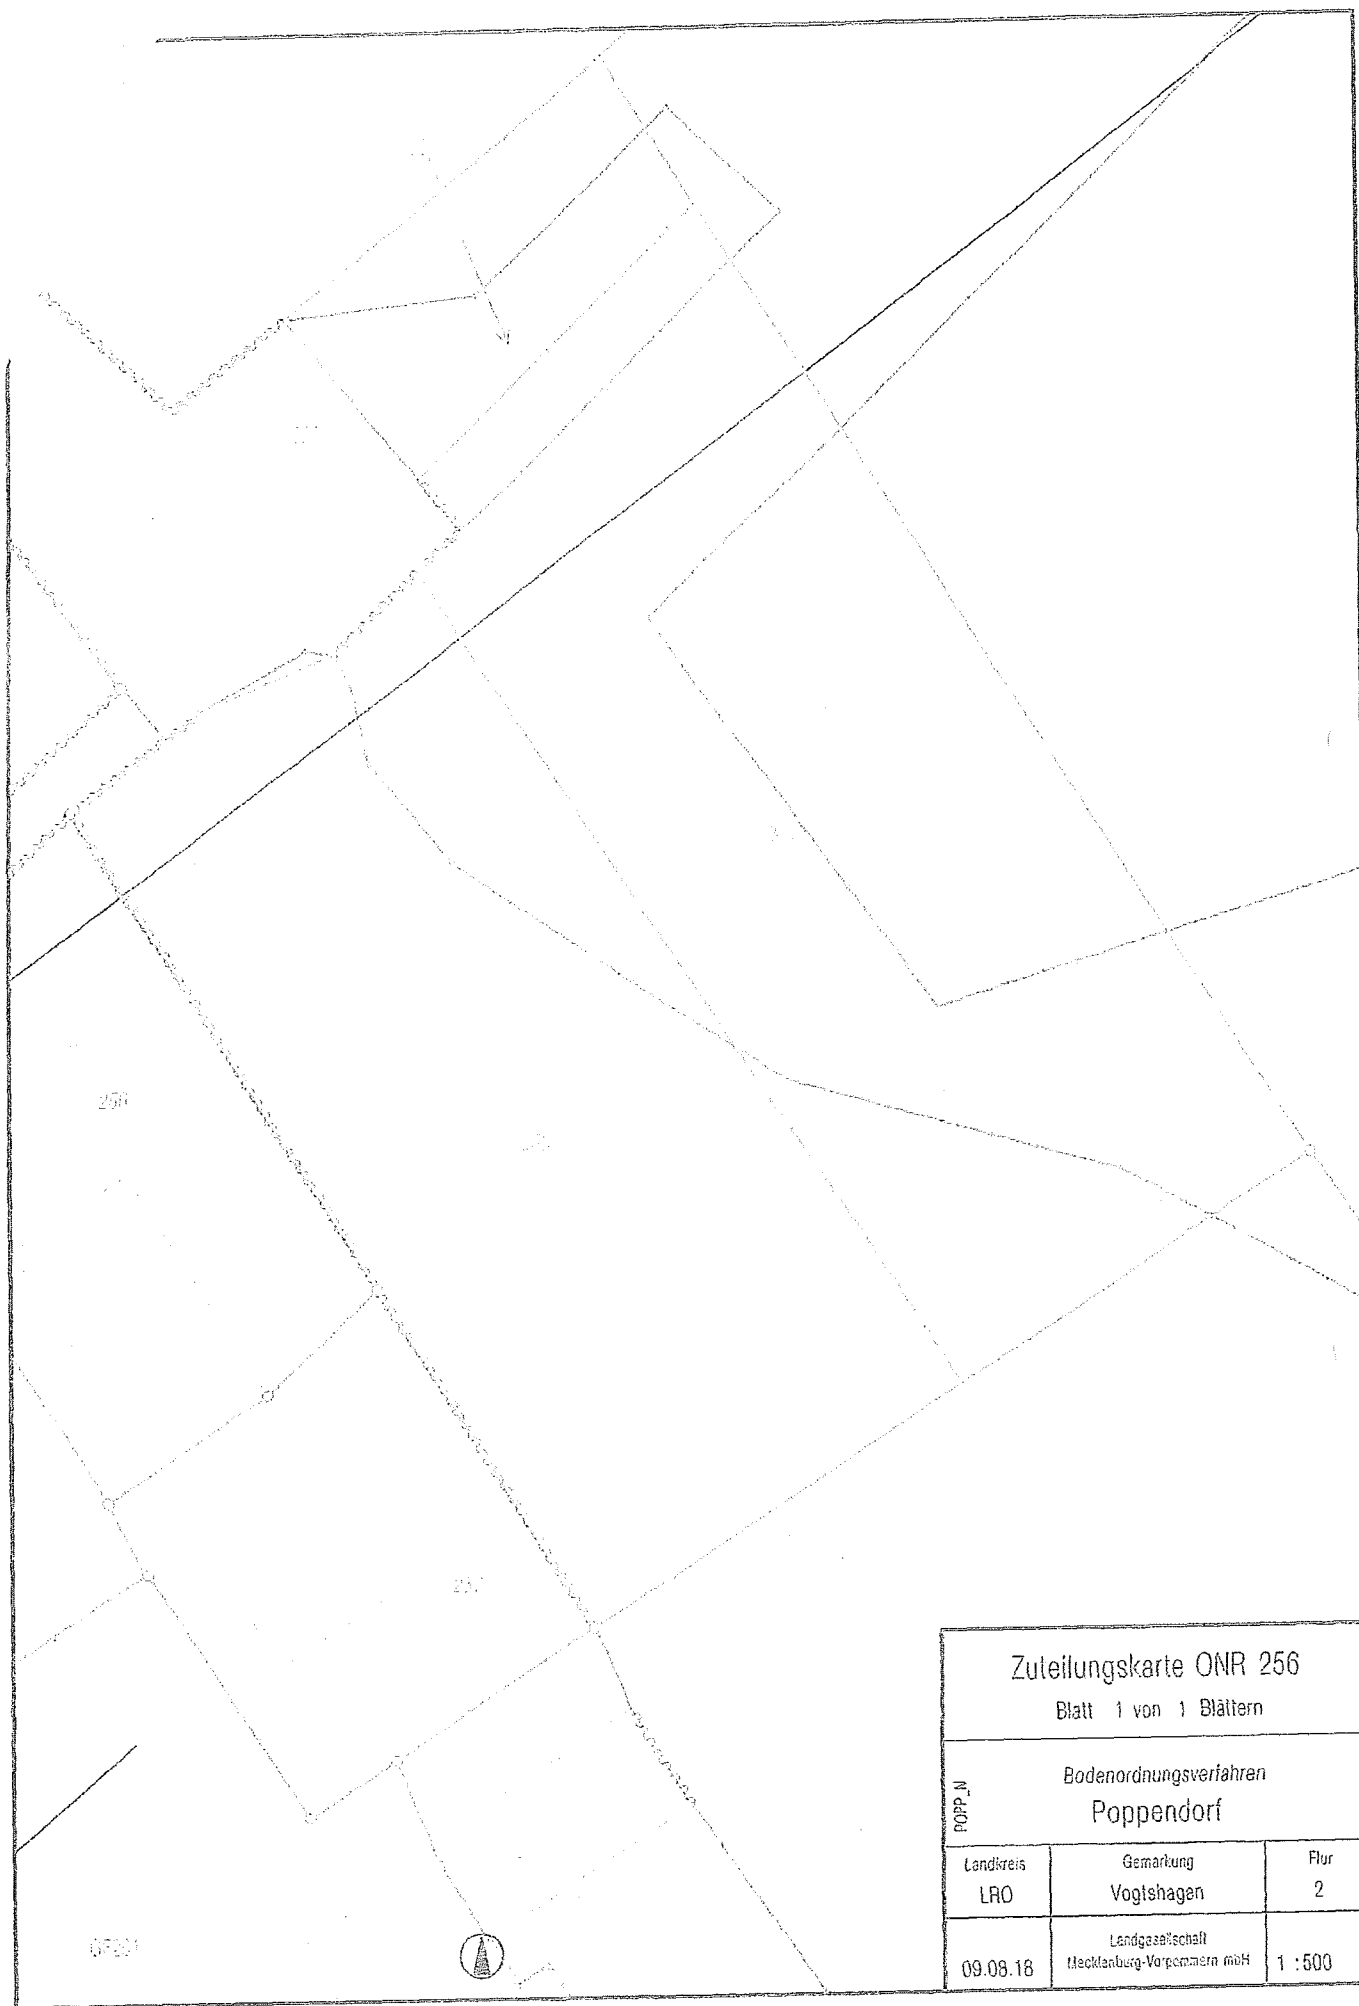 256
Zuteilungskarte ONR 256
Blatt 1 von 1 Blättern
POPP_N
Bodenordnungsverfahren
Poppendorf
Landkreis
LRO
Gemarkung
Vogtshagen
Flur
2
09.08.18
Landgesellschaft
Mecklenburg-Vorpommern mbH
1 :500